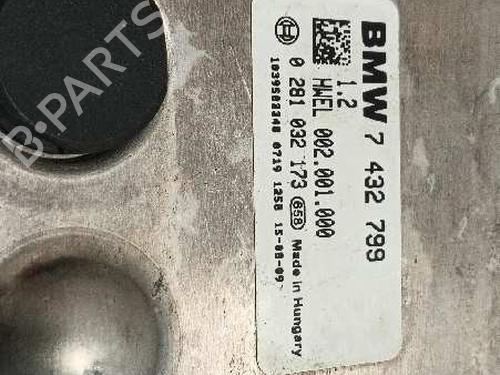 BMW 7 432 799
1.2
HWEL 002.001.000
0 281 032 173 658 Made in Hungary
1039S02348 0719 1258 15-08-09
B-PARTS